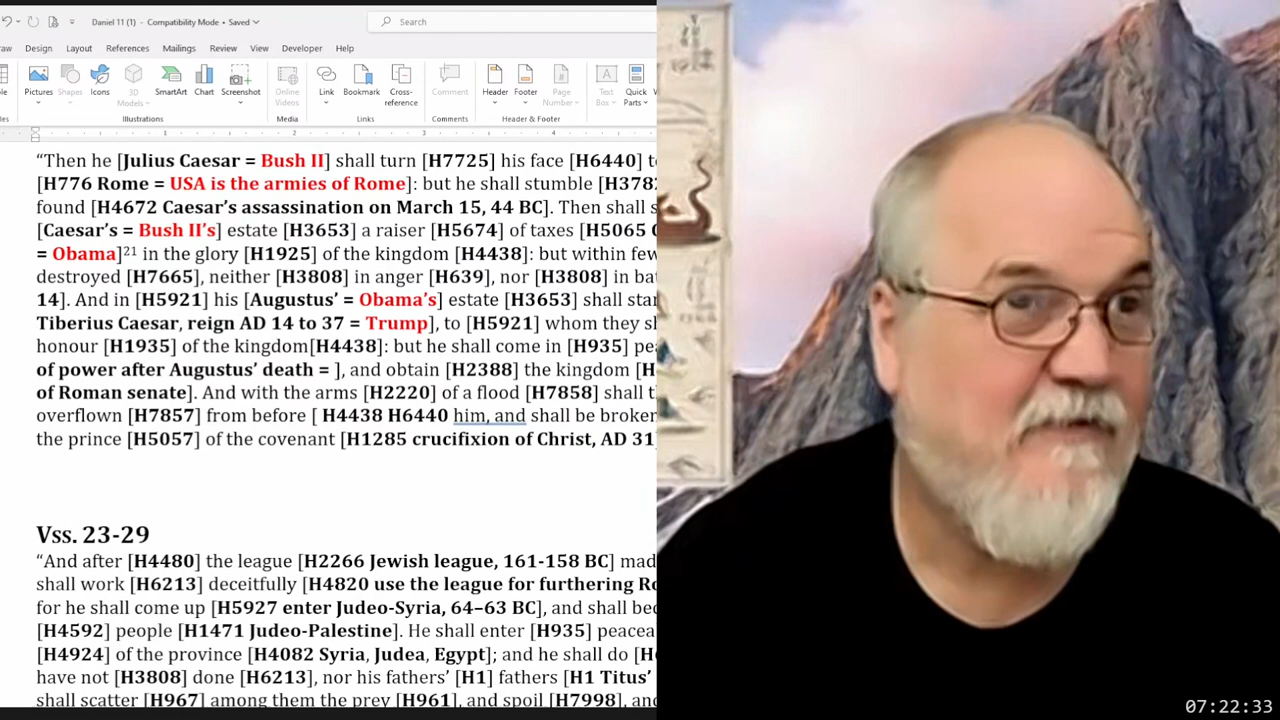 Daniel 11 (1) - Compatibility Mode • Saved
Search
Design Layout References Mailings Review View Developer Help
Pictures Shapes Icons 3D Models SmartArt Chart Screenshot Online Videos Link Bookmark Cross-reference Comment Header Footer Page Number Text Box Quick Parts
Illustrations Media Links Comments Header & Footer
1 2 3 4
“Then he [Julius Caesar = Bush II] shall turn [H7725] his face [H6440]
[H776 Rome = USA is the armies of Rome]: but he shall stumble
found [H4672 Caesar’s assassination on March 15, 44 BC]. Then shall
[Caesar’s = Bush II’s] estate [H3653] a raiser [H5674] of taxes [H5065
= Obama]21 in the glory [H1925] of the kingdom [H4438]: but within few
destroyed [H7665], neither [H3808] in anger [H639], nor [H3808] in
14]. And in [H5921] his [Augustus’ = Obama’s] estate [H3653] shall
Tiberius Caesar, reign AD 14 to 37 = Trump], to [H5921] whom they
honour [H1935] of the kingdom[H4438]: but he shall come in [H935]
of power after Augustus’ death = ], and obtain [H2388] the kingdom
of Roman senate]. And with the arms [H2220] of a flood [H7858] shall
overflown [H7857] from before [ H4438 H6440 him, and shall be
the prince [H5057] of the covenant [H1285 crucifixion of Christ, AD 31
Vss. 23-29
“And after [H4480] the league [H2266 Jewish league, 161-158 BC]
shall work [H6213] deceitfully [H4820 use the league for furthering
for he shall come up [H5927 enter Judeo-Syria, 64–63 BC], and shall
[H4592] people [H1471 Judeo-Palestine]. He shall enter [H935]
[H4924] of the province [H4082 Syria, Judea, Egypt]; and he shall do
have not [H3808] done [H6213], nor his fathers’ [H1] fathers [H1 Titus’
shall scatter [H967] among them the prey [H961], and spoil [H7998],
07:22:33